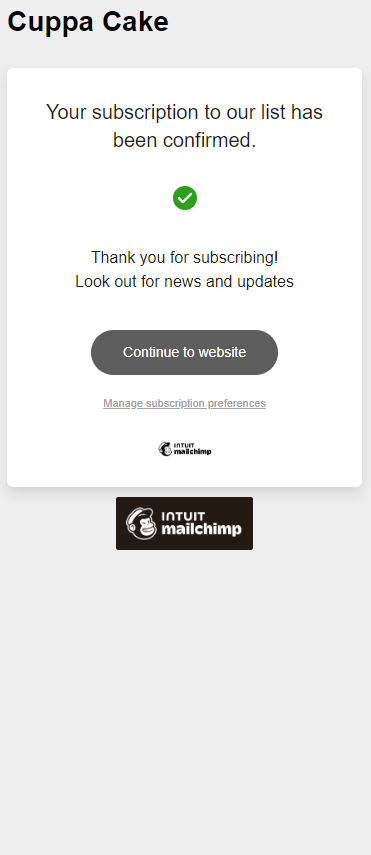 Cuppa Cake
Your subscription to our list has
been confirmed.
Thank you for subscribing!
Look out for news and updates
Continue to website
Manage subscription preferences
INTUIT
mailchimp
INTUIT
mailchimp